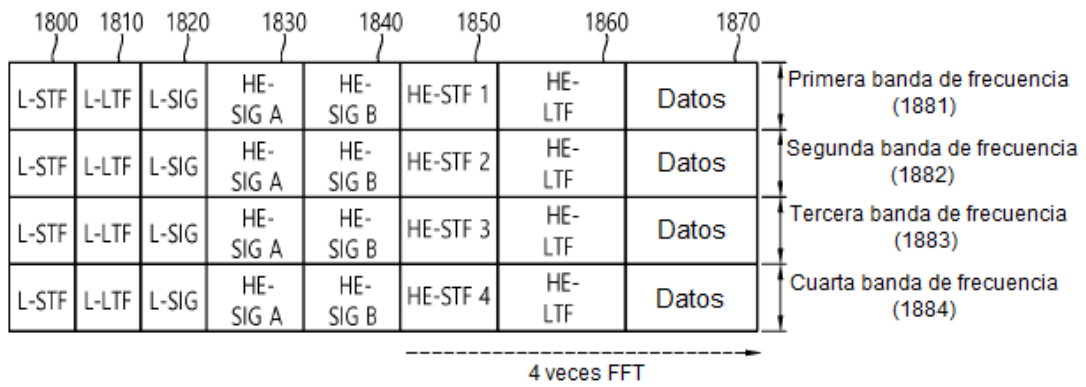 1800 1810 1820 1830 1840 1850 1860 1870
L-STF L-LTF L-SIG HE-SIG A HE-SIG B HE-STF 1 HE-LTF Datos Primera banda de frecuencia (1881)
L-STF L-LTF L-SIG HE-SIG A HE-SIG B HE-STF 2 HE-LTF Datos Segunda banda de frecuencia (1882)
L-STF L-LTF L-SIG HE-SIG A HE-SIG B HE-STF 3 HE-LTF Datos Tercera banda de frecuencia (1883)
L-STF L-LTF L-SIG HE-SIG A HE-SIG B HE-STF 4 HE-LTF Datos Cuarta banda de frecuencia (1884)
4 veces FFT